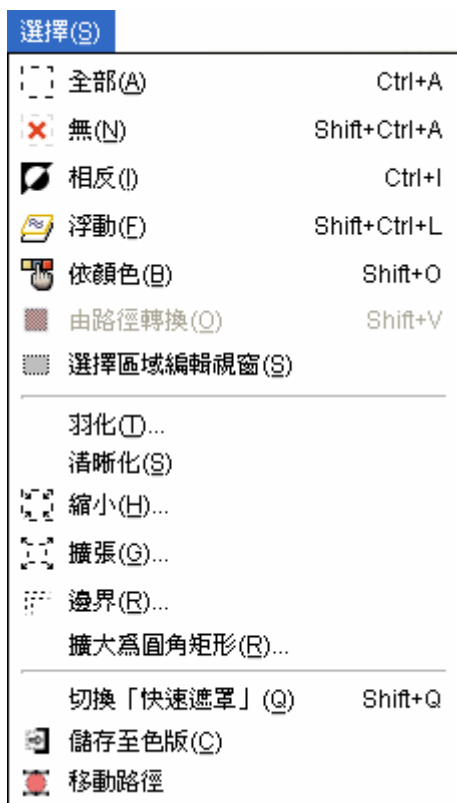 選擇(S)
全部(A) Ctrl+A
無(N) Shift+Ctrl+A
相反(I) Ctrl+I
浮動(F) Shift+Ctrl+L
依顏色(B) Shift+O
由路徑轉換(O) Shift+V
選擇區域編輯視窗(S)
羽化(T)...
清晰化(S)
縮小(H)...
擴張(G)...
邊界(R)...
擴大爲圓角矩形(R)...
切換「快速遮罩」(Q) Shift+Q
儲存至色版(C)
移動路徑